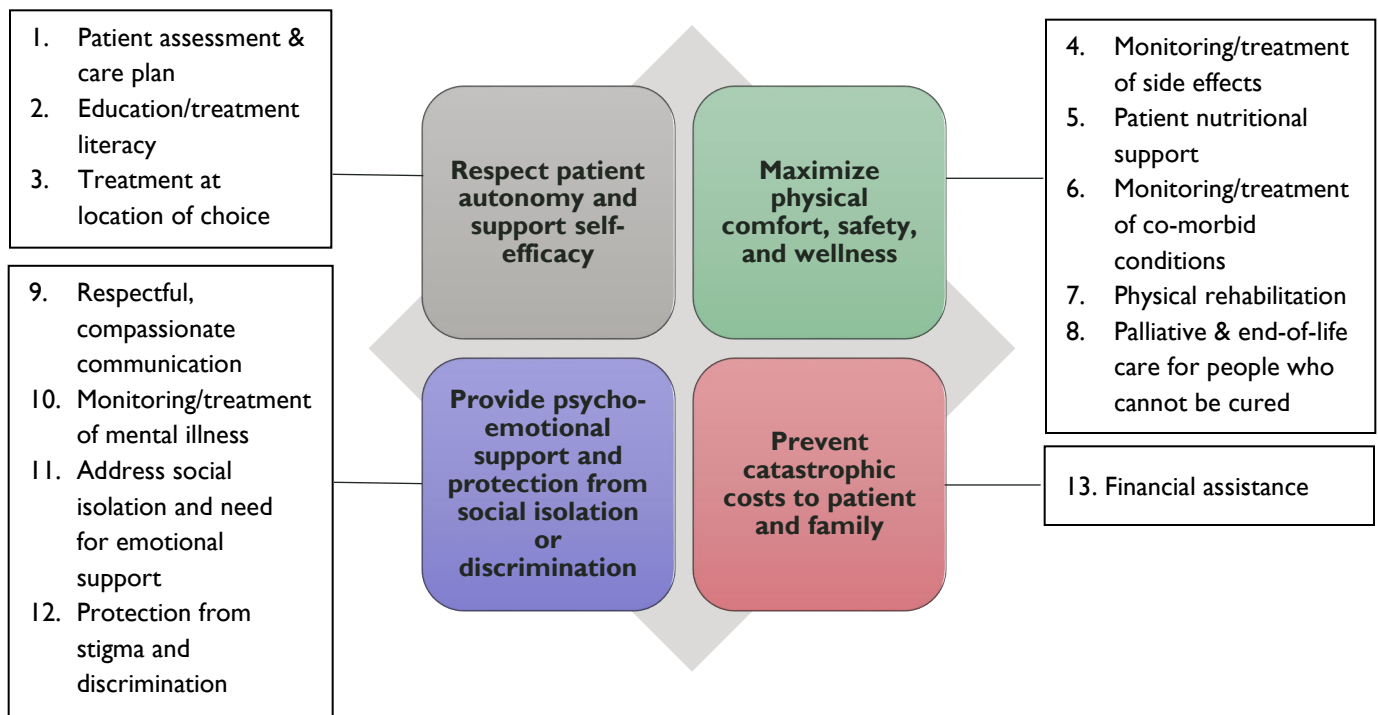 1. Patient assessment &
care plan
2. Education/treatment
literacy
3. Treatment at
location of choice
Respect patient
autonomy and
support self-
efficacy
Maximize
physical
comfort, safety,
and wellness
4. Monitoring/treatment
of side effects
5. Patient nutritional
support
6. Monitoring/treatment
of co-morbid
conditions
7. Physical rehabilitation
8. Palliative & end-of-life
care for people who
cannot be cured
9. Respectful,
compassionate
communication
10. Monitoring/treatment
of mental illness
11. Address social
isolation and need
for emotional
support
12. Protection from
stigma and
discrimination
Provide psycho-
emotional
support and
protection from
social isolation
or
discrimination
Prevent
catastrophic
costs to patient
and family
13. Financial assistance